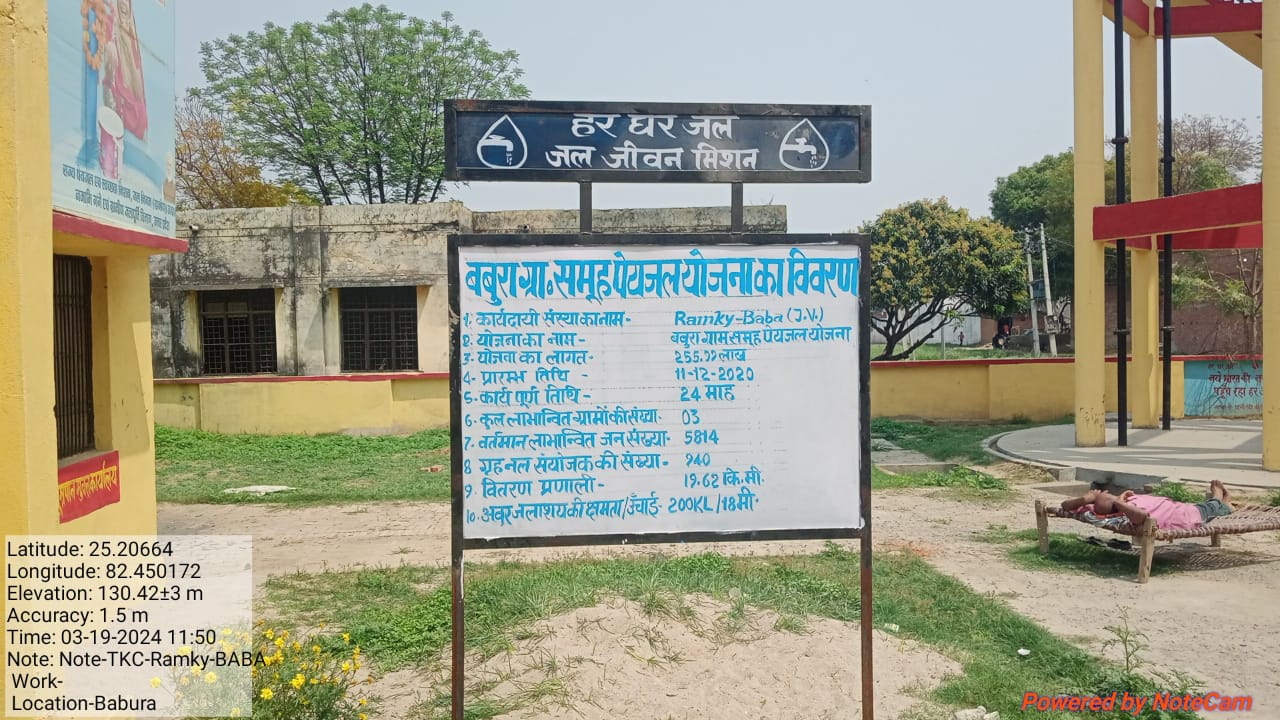 हर घर जल
जल जीवन मिशन
बबुरा ग्रा. समूह पेयजल योजना का विवरण
1. कार्यदायी संस्था का नाम - Ramky-Baba (J.V.)
2. योजना का नाम - बबुरा ग्राम समूह पेयजल योजना
3. योजना का लागत - 255.99 लाख
4- प्रारम्भ तिथि - 11-12-2020
5- कार्य पूर्ण तिथि - 24 माह
6. कुल लाभान्वित ग्रामों की संख्या. 03
7. वर्तमान लाभान्वित जन संख्या- 5814
8 गृह नल संयोजक की संख्या- 940
9. वितरण प्रणाली- 19.62 कि.मी.
10. अवर जलाशय की क्षमता/ऊँचाई- 200KL/18मी.
Latitude: 25.20664
Longitude: 82.450172
Elevation: 130.42±3 m
Accuracy: 1.5 m
Time: 03-19-2024 11:50
Note: Note-TKC-Ramky-BABA
Work-
Location-Babura
Powered by NoteCam